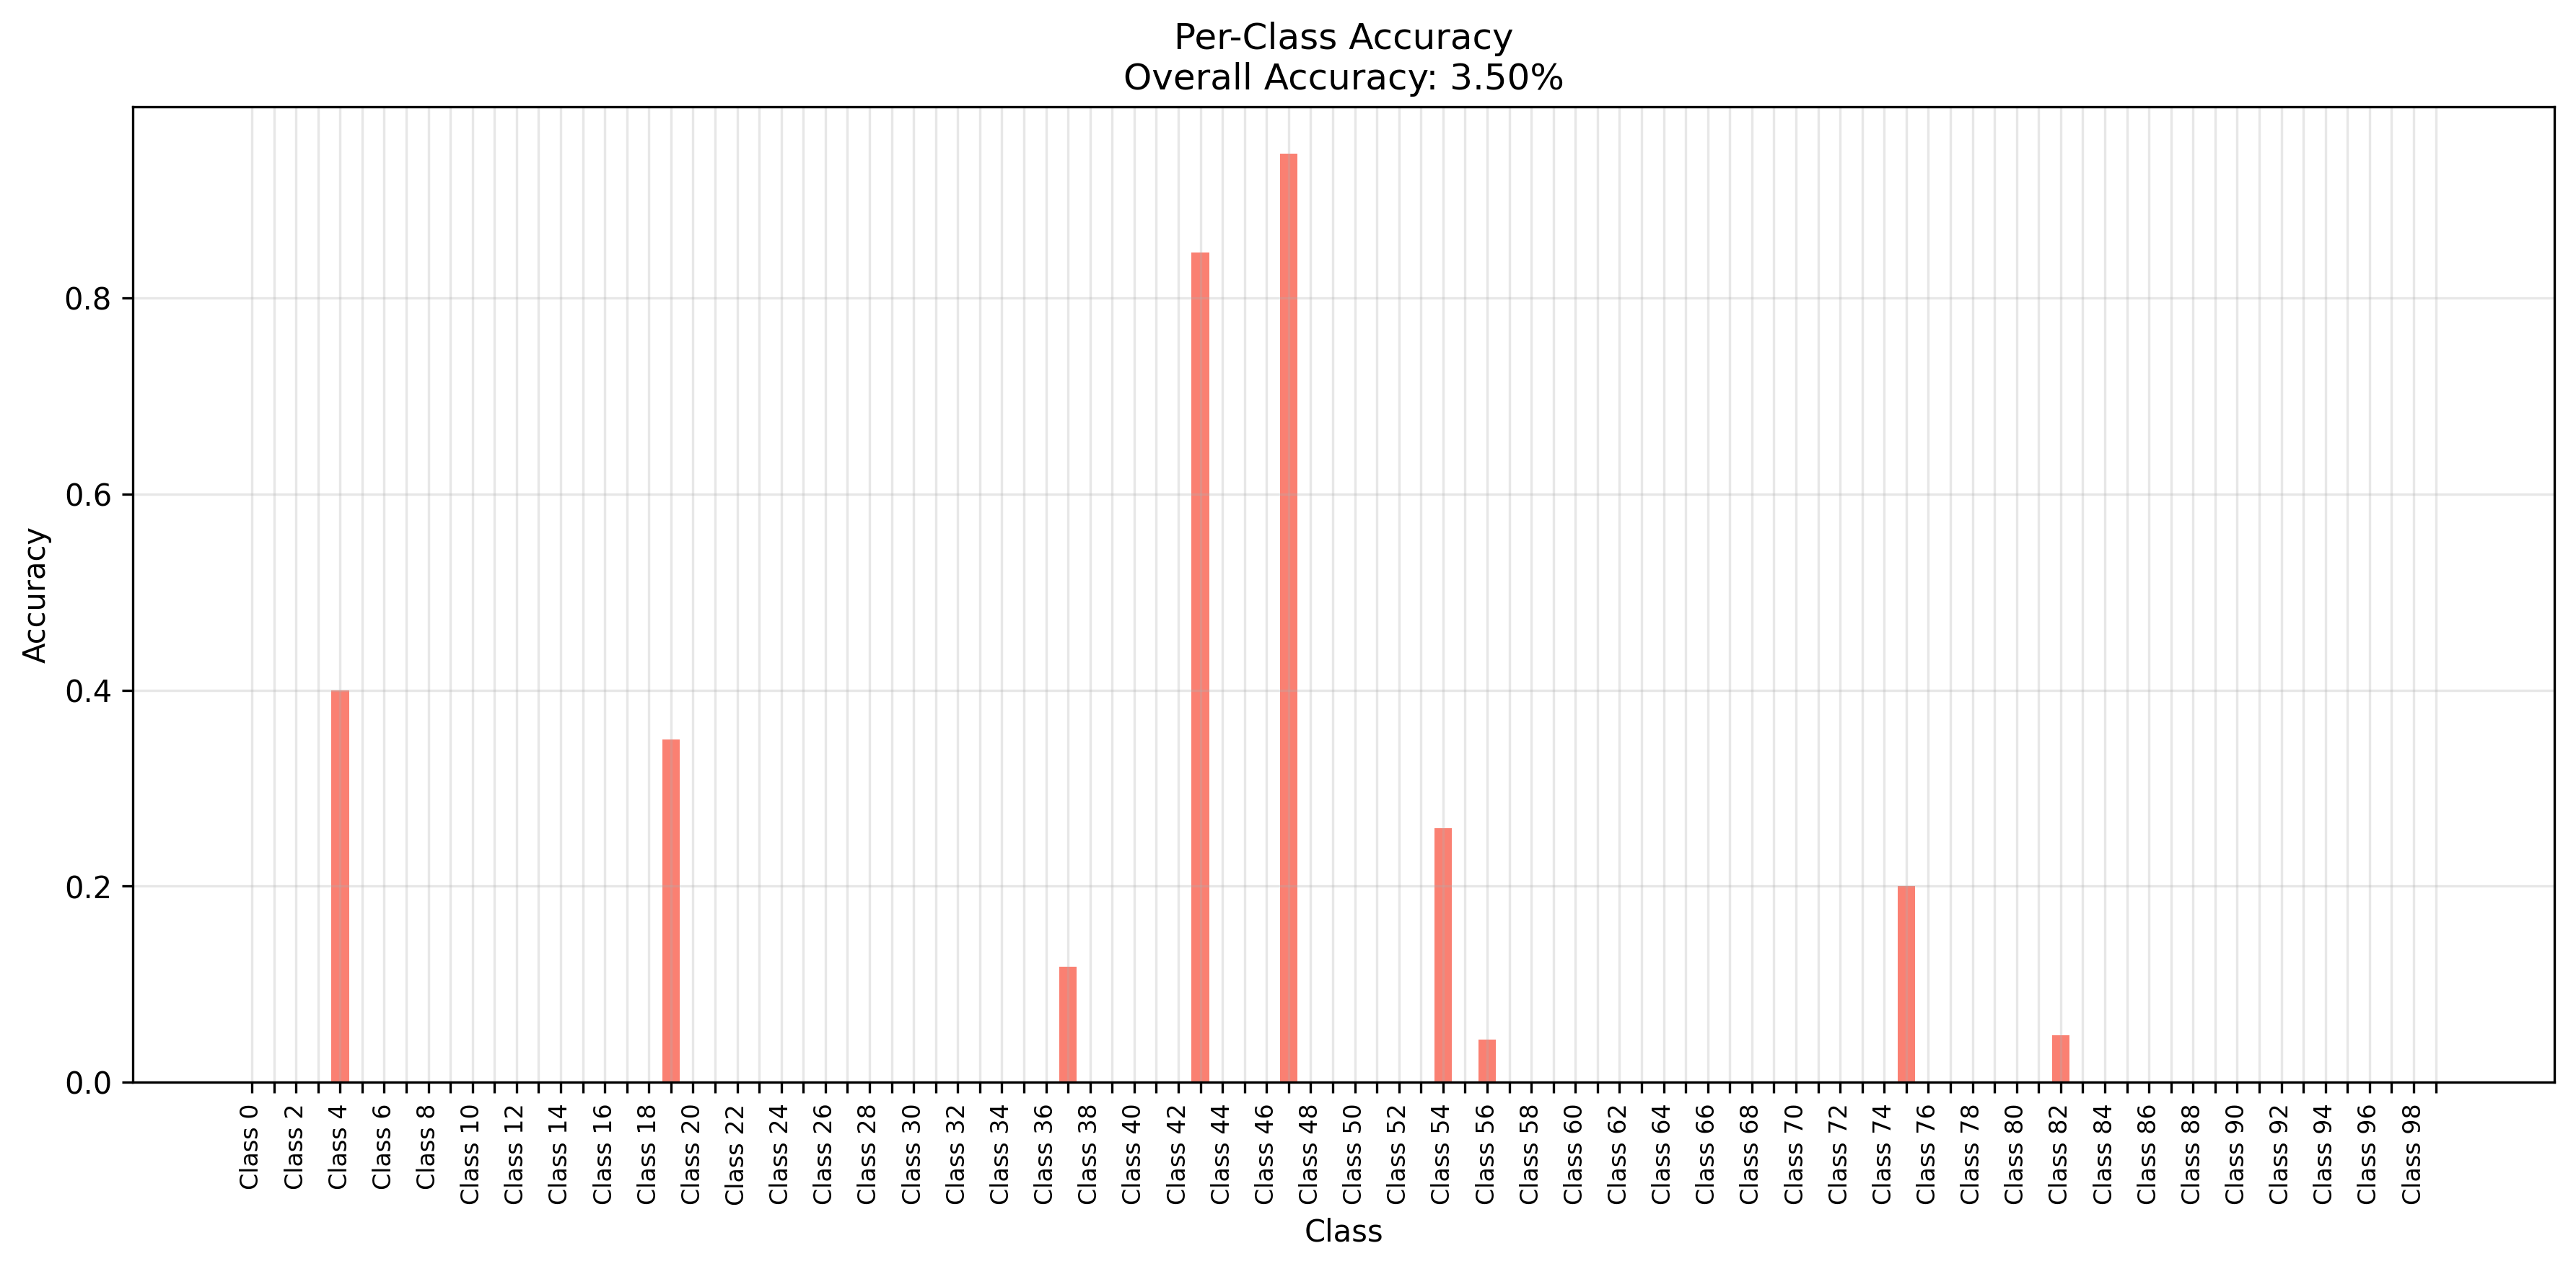 Per-Class Accuracy
Overall Accuracy: 3.50%
Accuracy
0.8
0.6
0.4
0.2
0.0
Class 0
Class 2
Class 4
Class 6
Class 8
Class 10
Class 12
Class 14
Class 16
Class 18
Class 20
Class 22
Class 24
Class 26
Class 28
Class 30
Class 32
Class 34
Class 36
Class 38
Class 40
Class 42
Class 44
Class 46
Class 48
Class 50
Class 52
Class 54
Class 56
Class 58
Class 60
Class 62
Class 64
Class 66
Class 68
Class 70
Class 72
Class 74
Class 76
Class 78
Class 80
Class 82
Class 84
Class 86
Class 88
Class 90
Class 92
Class 94
Class 96
Class 98
Class